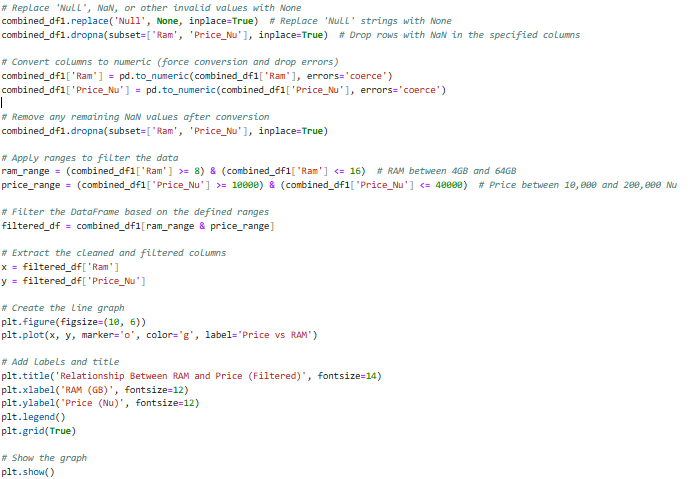 # Replace 'Null', NaN, or other invalid values with None
combined_df1.replace('Null', None, inplace=True)  # Replace 'Null' strings with None
combined_df1.dropna(subset=['Ram', 'Price_Nu'], inplace=True)  # Drop rows with NaN in the specified columns
# Convert columns to numeric (force conversion and drop errors)
combined_df1['Ram'] = pd.to_numeric(combined_df1['Ram'], errors='coerce')
combined_df1['Price_Nu'] = pd.to_numeric(combined_df1['Price_Nu'], errors='coerce')
# Remove any remaining NaN values after conversion
combined_df1.dropna(subset=['Ram', 'Price_Nu'], inplace=True)
# Apply ranges to filter the data
ram_range = (combined_df1['Ram'] >= 8) & (combined_df1['Ram'] <= 16)  # RAM between 4GB and 64GB
price_range = (combined_df1['Price_Nu'] >= 10000) & (combined_df1['Price_Nu'] <= 40000)  # Price between 10,000 and 200,000 Nu
# Filter the DataFrame based on the defined ranges
filtered_df = combined_df1[ram_range & price_range]
# Extract the cleaned and filtered columns
x = filtered_df['Ram']
y = filtered_df['Price_Nu']
# Create the line graph
plt.figure(figsize=(10, 6))
plt.plot(x, y, marker='o', color='g', label='Price vs RAM')
# Add labels and title
plt.title('Relationship Between RAM and Price (Filtered)', fontsize=14)
plt.xlabel('RAM (GB)', fontsize=12)
plt.ylabel('Price (Nu)', fontsize=12)
plt.legend()
plt.grid(True)
# Show the graph
plt.show()